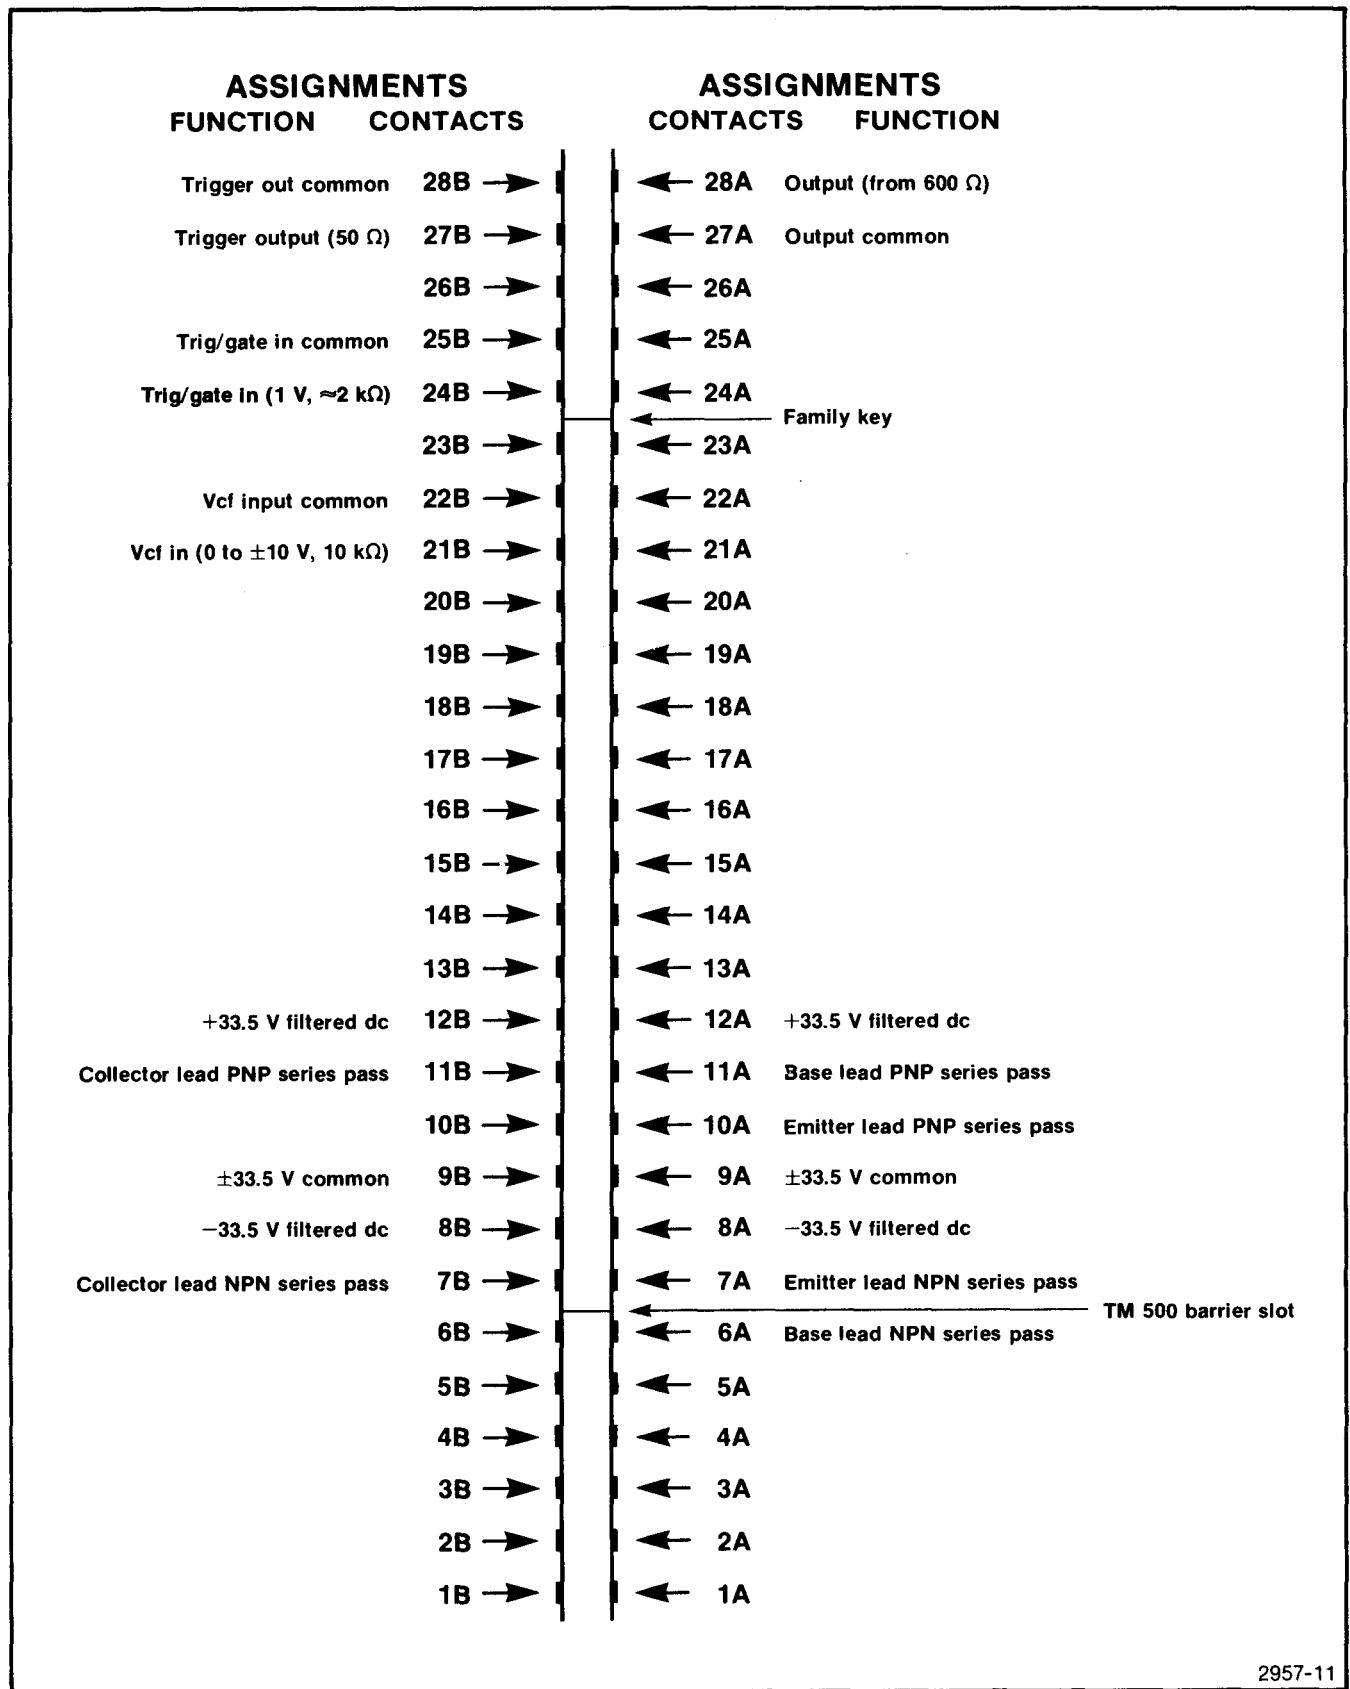 ASSIGNMENTS ASSIGNMENTS
FUNCTION CONTACTS CONTACTS FUNCTION
Trigger out common 28B 28A Output (from 600 Ω)
Trigger output (50 Ω) 27B 27A Output common
26B 26A
Trig/gate in common 25B 25A
Trig/gate in (1 V, ≈2 kΩ) 24B 24A
Family key
23B 23A
Vcf input common 22B 22A
Vcf in (0 to ±10 V, 10 kΩ) 21B 21A
20B 20A
19B 19A
18B 18A
17B 17A
16B 16A
15B 15A
14B 14A
13B 13A
+33.5 V filtered dc 12B 12A +33.5 V filtered dc
Collector lead PNP series pass 11B 11A Base lead PNP series pass
10B 10A Emitter lead PNP series pass
±33.5 V common 9B 9A ±33.5 V common
−33.5 V filtered dc 8B 8A −33.5 V filtered dc
Collector lead NPN series pass 7B 7A Emitter lead NPN series pass
TM 500 barrier slot
6B 6A Base lead NPN series pass
5B 5A
4B 4A
3B 3A
2B 2A
1B 1A
2957-11